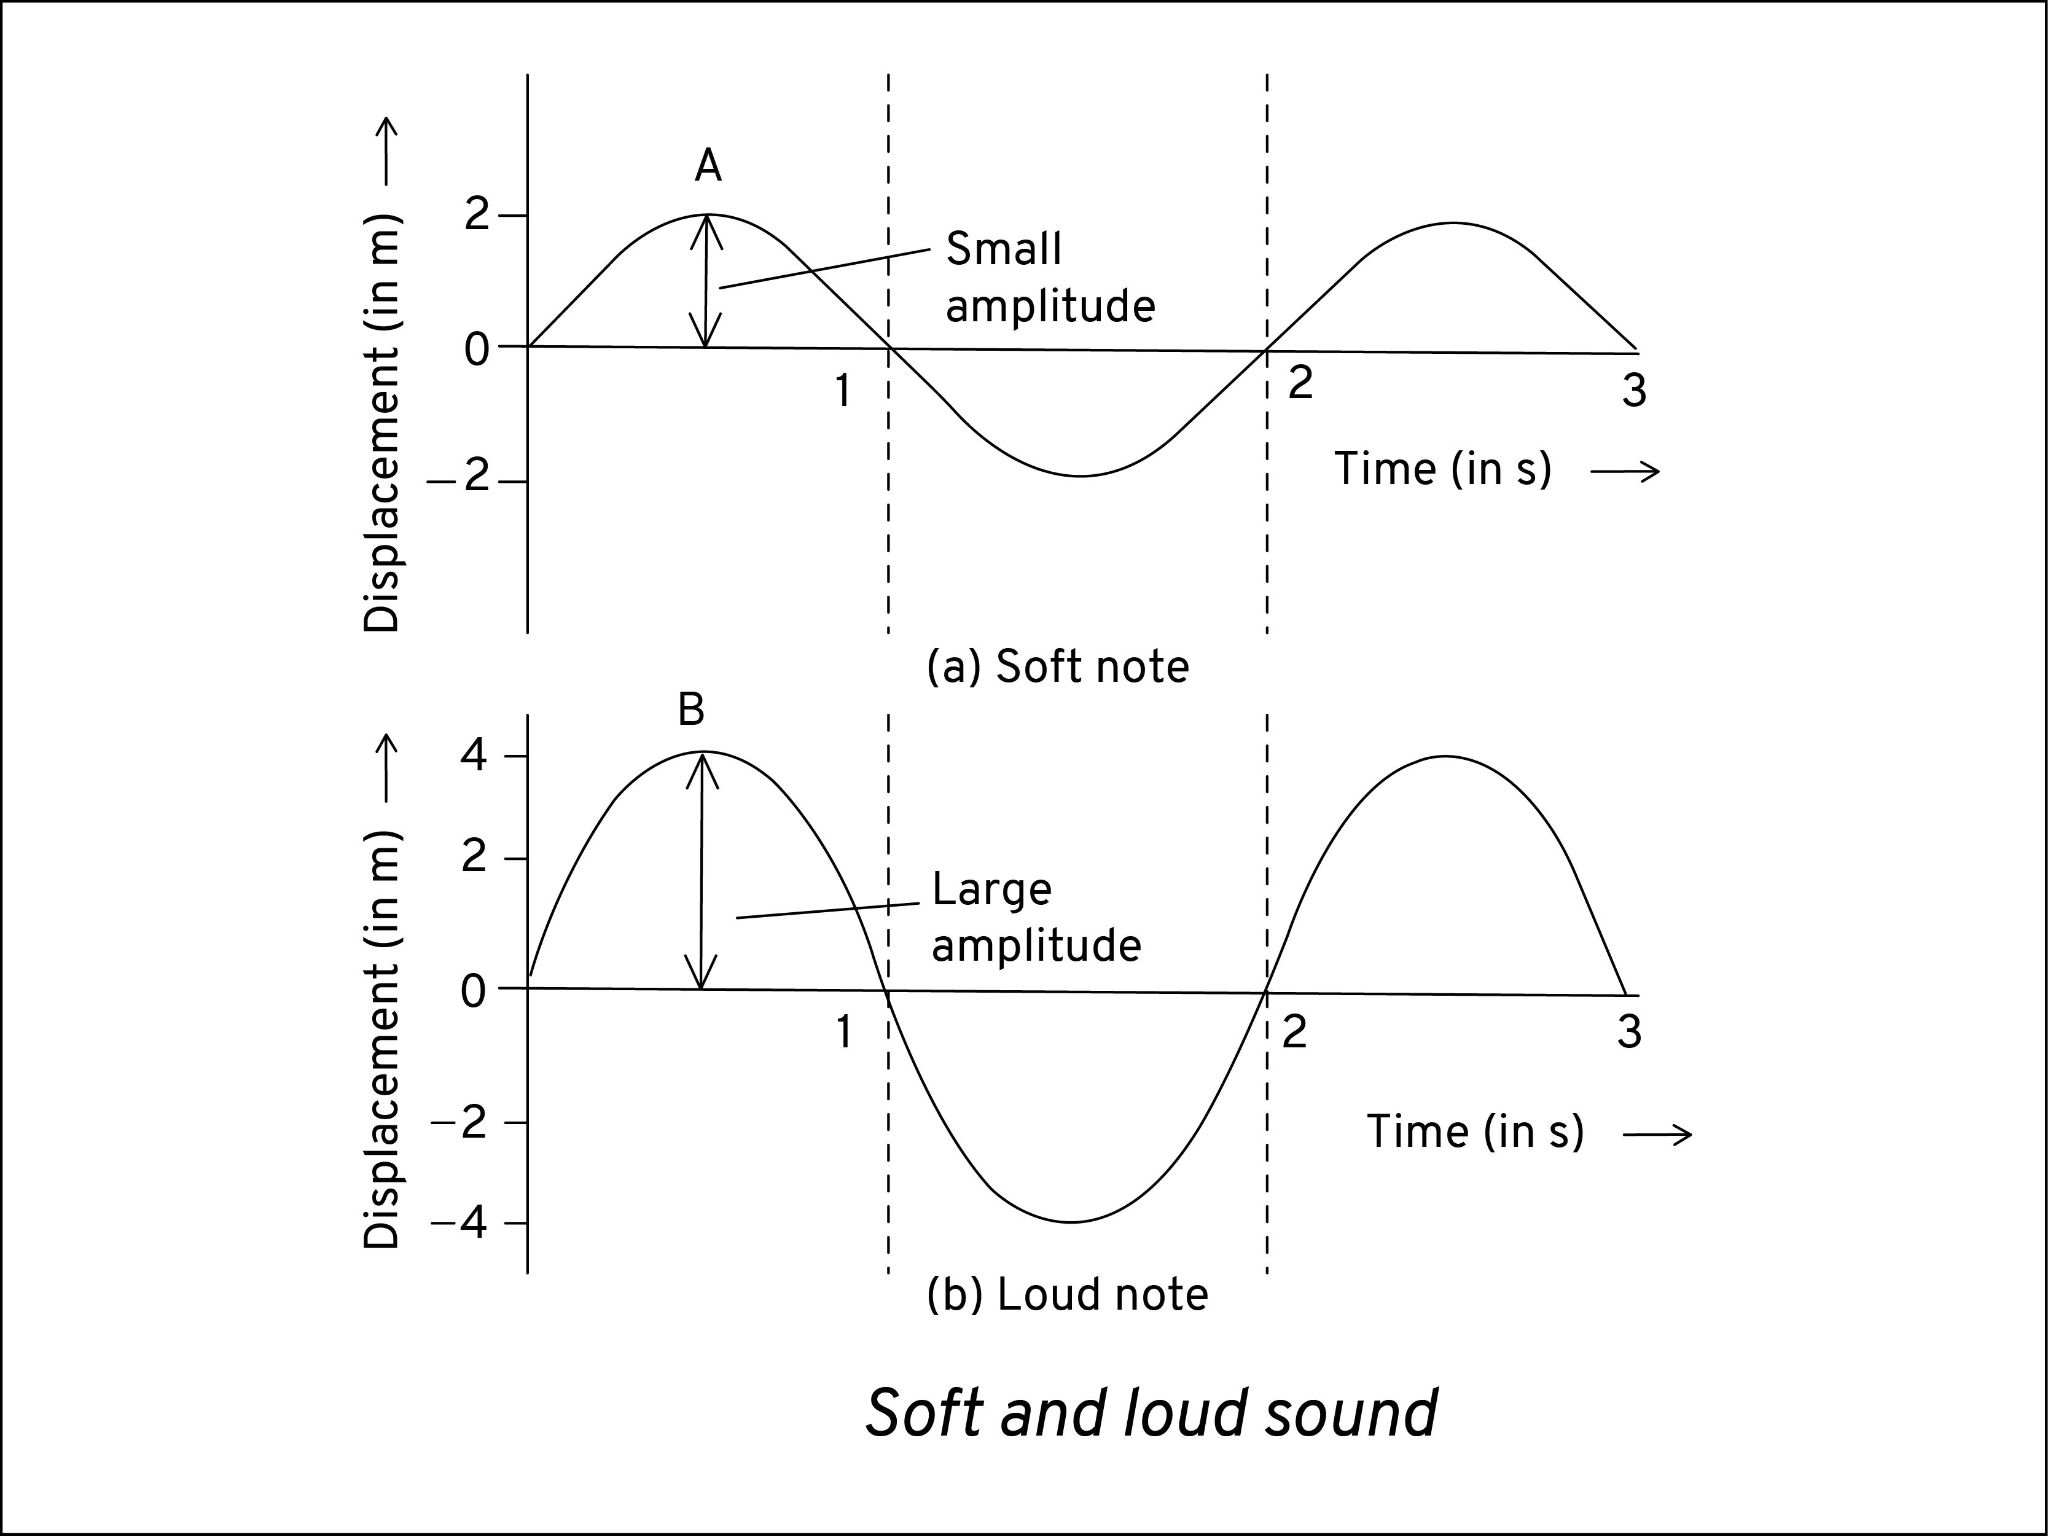 Displacement (in m)
A
2
0
−2
Small
amplitude
1
2
3
Time (in s)
(a) Soft note
Displacement (in m)
B
4
2
0
−2
−4
Large
amplitude
1
2
3
Time (in s)
(b) Loud note
Soft and loud sound